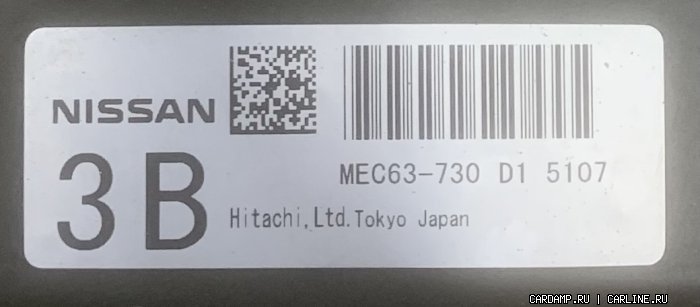 NISSAN
3B
MEC63-730 D1 5107
Hitachi,Ltd.Tokyo Japan
CARDAMP.RU | CARLINE.RU